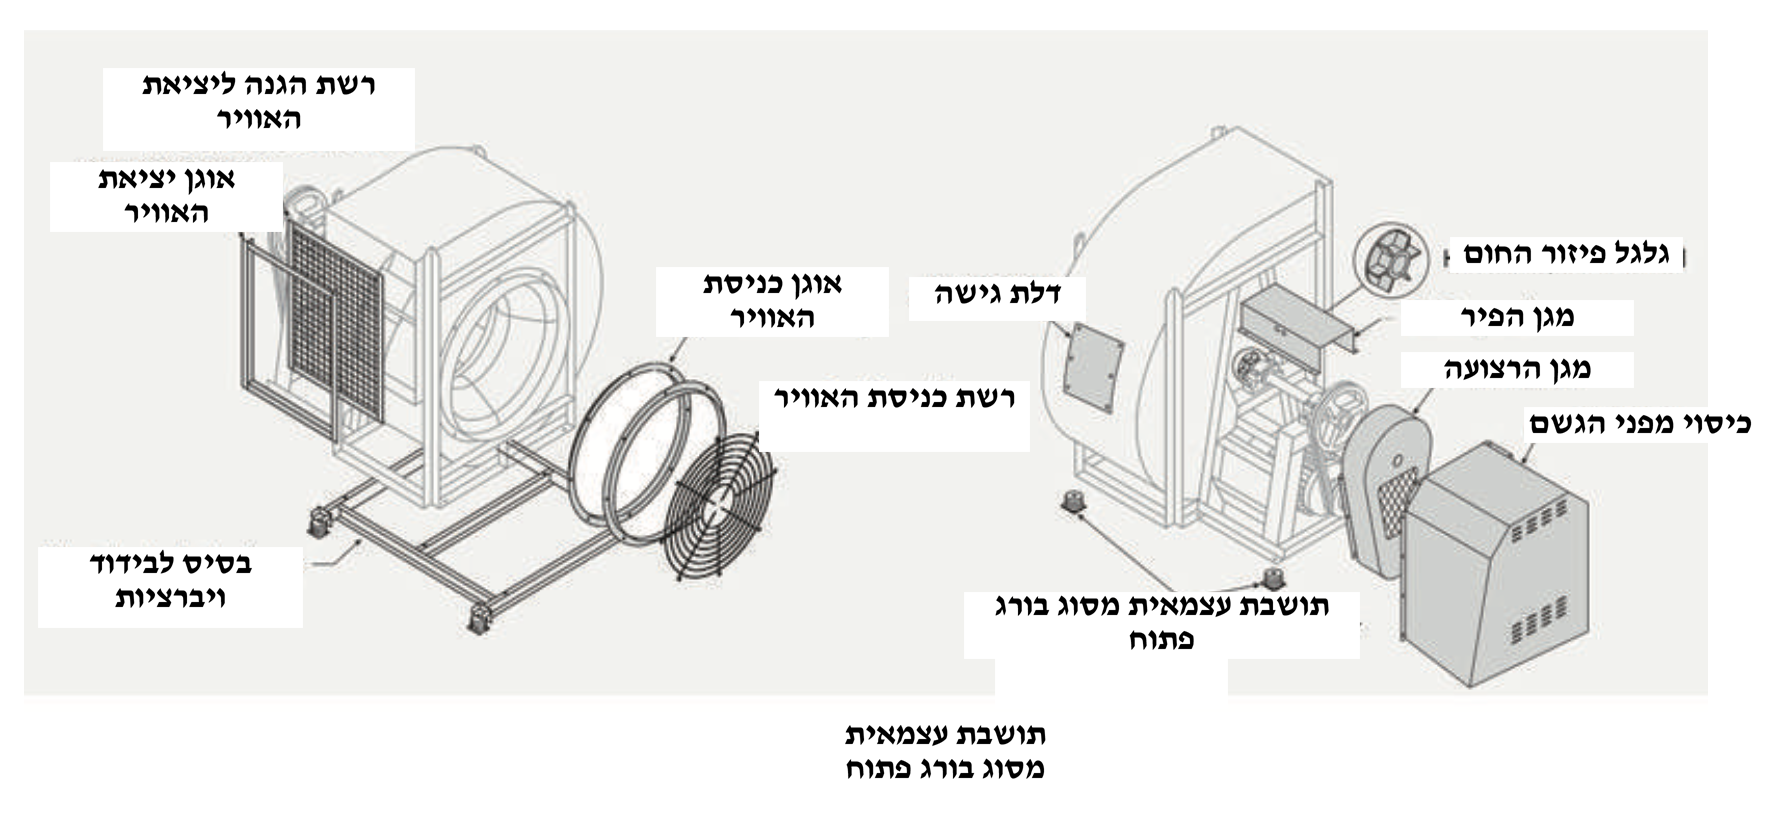 רשת הגנה ליציאת
האוויר
אוגן יציאת
האוויר
אוגן כניסת
האוויר
רשת כניסת האוויר
בסיס לבידוד
ויברציות
דלת גישה
גלגל פיזור החום
מגן הפיר
מגן הרצועה
כיסוי מפני הגשם
תושבת עצמאית מסוג בורג
פתוח
תושבת עצמאית
מסוג בורג פתוח